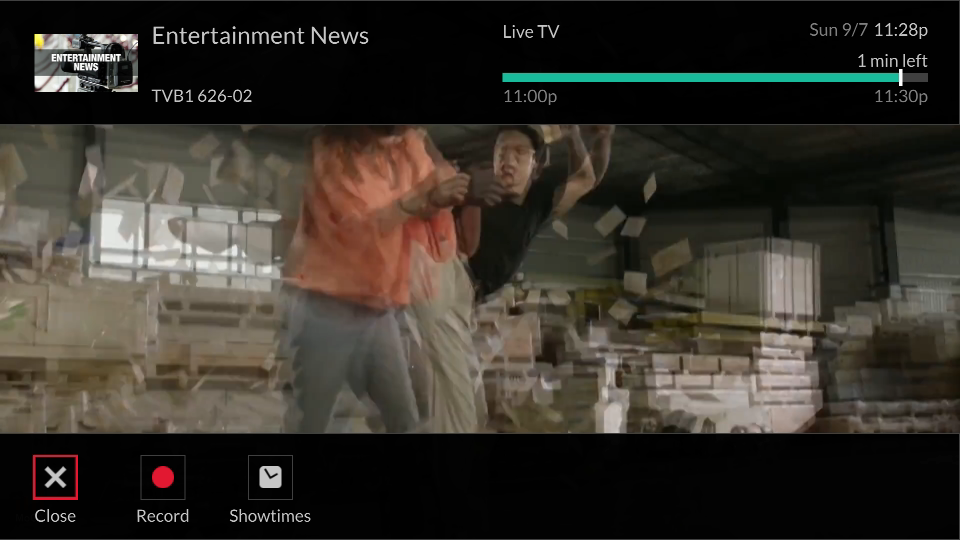 Entertainment News
Live TV
Sun 9/7 11:28p
ENTERTAINMENT
NEWS
1 min left
TVB1 626-02
11:00p
11:30p
Close
Record
Showtimes